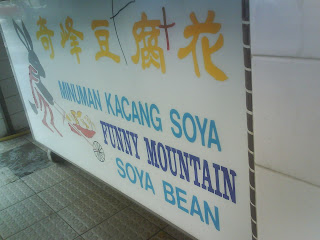 奇峰豆腐花
MINUMAN KACANG SOYA
FUNNY MOUNTAIN
SOYA BEAN